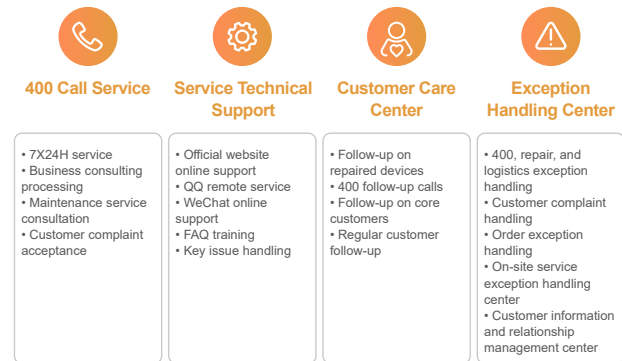 400 Call Service
• 7X24H service
• Business consulting
processing
• Maintenance service
consultation
• Customer complaint
acceptance
Service Technical
Support
• Official website
online support
• QQ remote service
• WeChat online
support
• FAQ training
• Key issue handling
Customer Care
Center
• Follow-up on
repaired devices
• 400 follow-up calls
• Follow-up on core
customers
• Regular customer
follow-up
Exception
Handling Center
• 400, repair, and
logistics exception
handling
• Customer complaint
handling
• Order exception
handling
• On-site service
exception handling
center
• Customer information
and relationship
management center